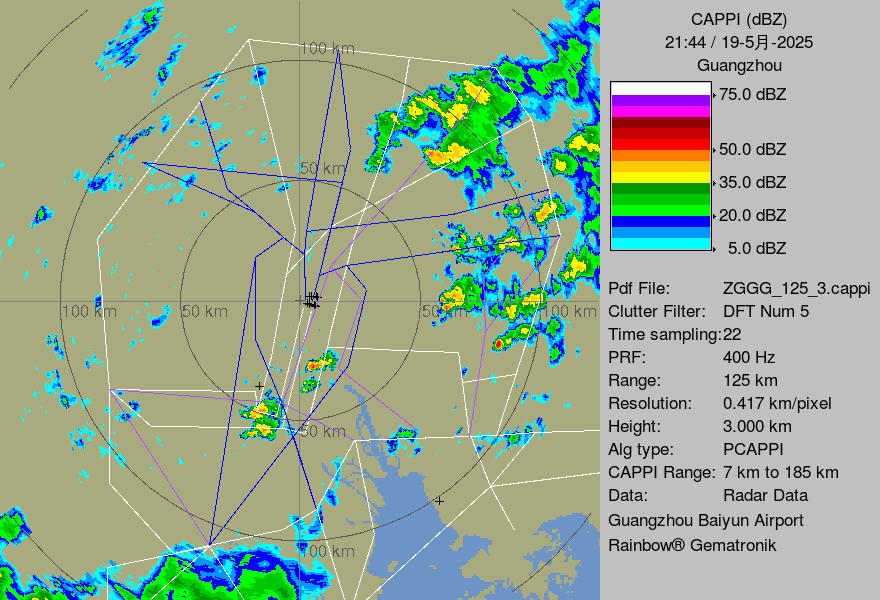 CAPPI (dBZ)
21:44 / 19-5月-2025
Guangzhou
75.0 dBZ
50.0 dBZ
35.0 dBZ
20.0 dBZ
5.0 dBZ
Pdf File: ZGGG_125_3.cappi
Clutter Filter: DFT Num 5
Time sampling:22
PRF: 400 Hz
Range: 125 km
Resolution: 0.417 km/pixel
Height: 3.000 km
Alg type: PCAPPI
CAPPI Range: 7 km to 185 km
Data: Radar Data
Guangzhou Baiyun Airport
Rainbow® Gematronik
100 km
50 km
100 km
50 km
50 km
100 km
50 km
100 km